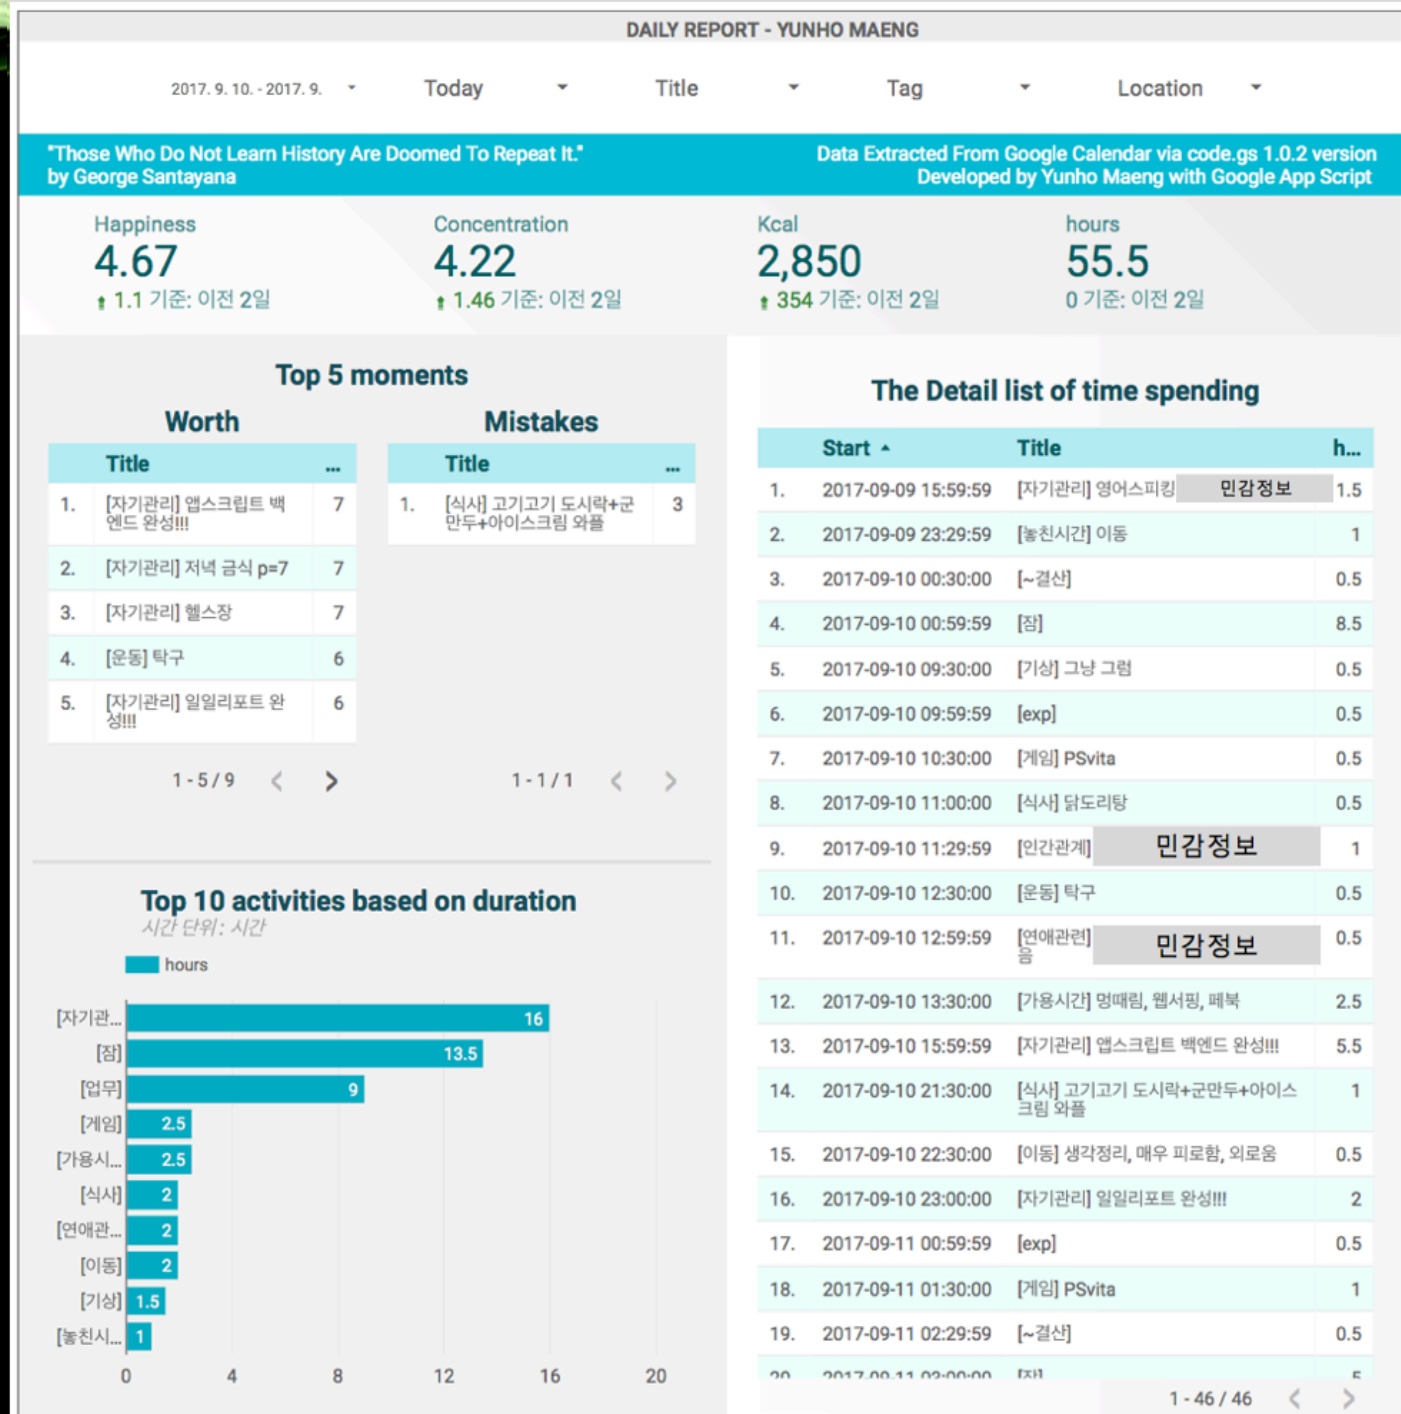 DAILY REPORT - YUNHO MAENG
2017. 9. 10. - 2017. 9.
Today
Title
Tag
Location
"Those Who Do Not Learn History Are Doomed To Repeat It."
by George Santayana
Data Extracted From Google Calendar via code.gs 1.0.2 version
Developed by Yunho Maeng with Google App Script
Happiness
4.67
1.1 기준: 이전 2일
Concentration
4.22
1.46 기준: 이전 2일
Kcal
2,850
354 기준: 이전 2일
hours
55.5
0 기준: 이전 2일
Top 5 moments
Worth
Title ...
1. [자기관리] 앱스크립트 백
엔드 완성!!! 7
2. [자기관리] 저녁 금식 p=7 7
3. [자기관리] 헬스장 7
4. [운동] 탁구 6
5. [자기관리] 일일리포트 완
성!!! 6
1 - 5 / 9
Mistakes
Title ...
1. [식사] 고기고기 도시락+군
만두+아이스크림 와플 3
1 - 1 / 1
Top 10 activities based on duration
시간 단위: 시간
hours
[자기관... 16
[잠] 13.5
[업무] 9
[게임] 2.5
[가용시... 2.5
[식사] 2
[연애관... 2
[이동] 2
[기상] 1.5
[놓친시... 1
0 4 8 12 16 20
The Detail list of time spending
Start Title h...
1. 2017-09-09 15:59:59 [자기관리] 영어스피킹 민감정보 1.5
2. 2017-09-09 23:29:59 [놓친시간] 이동 1
3. 2017-09-10 00:30:00 [~결산] 0.5
4. 2017-09-10 00:59:59 [잠] 8.5
5. 2017-09-10 09:30:00 [기상] 그냥 그럼 0.5
6. 2017-09-10 09:59:59 [exp] 0.5
7. 2017-09-10 10:30:00 [게임] PSvita 0.5
8. 2017-09-10 11:00:00 [식사] 닭도리탕 0.5
9. 2017-09-10 11:29:59 [인간관계] 민감정보 1
10. 2017-09-10 12:30:00 [운동] 탁구 0.5
11. 2017-09-10 12:59:59 [연애관련] 민감정보 0.5
음
12. 2017-09-10 13:30:00 [가용시간] 멍때림, 웹서핑, 페북 2.5
13. 2017-09-10 15:59:59 [자기관리] 앱스크립트 백엔드 완성!!! 5.5
14. 2017-09-10 21:30:00 [식사] 고기고기 도시락+군만두+아이스
크림 와플 1
15. 2017-09-10 22:30:00 [이동] 생각정리, 매우 피로함, 외로움 0.5
16. 2017-09-10 23:00:00 [자기관리] 일일리포트 완성!!! 2
17. 2017-09-11 00:59:59 [exp] 0.5
18. 2017-09-11 01:30:00 [게임] PSvita 1
19. 2017-09-11 02:29:59 [~결산] 0.5
20. 2017-09-11 03:00:00 [잠] 5
1 - 46 / 46